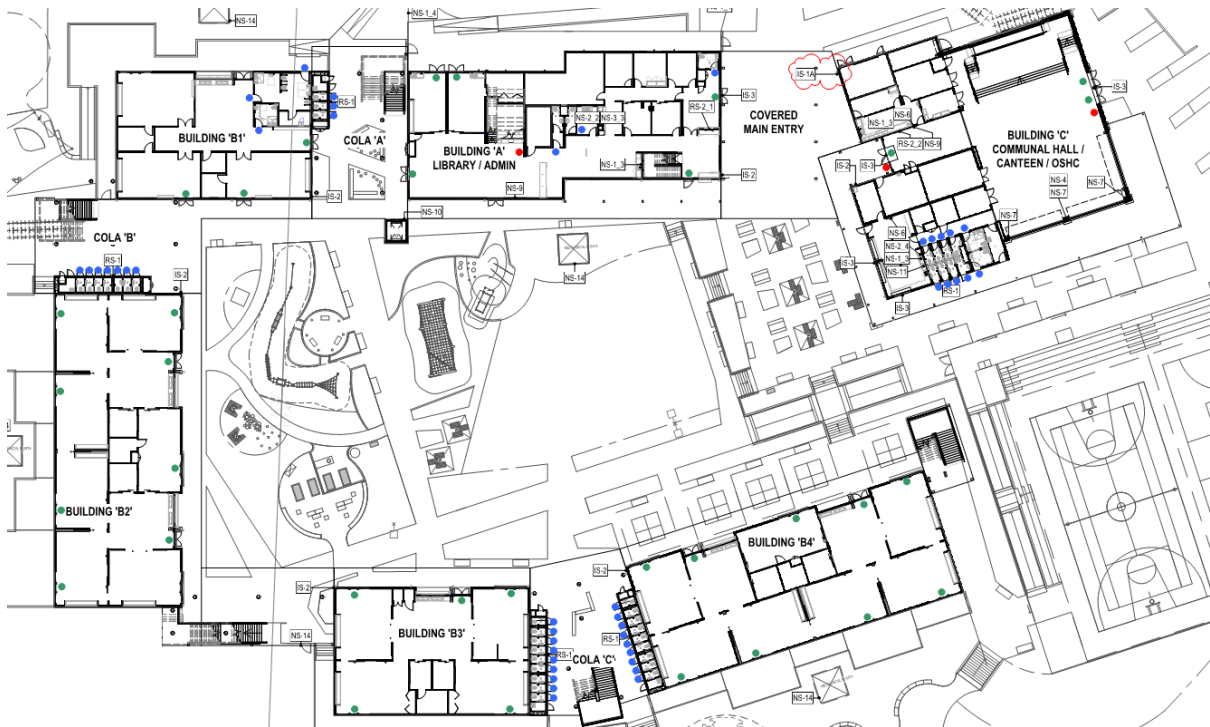 NS-14
NS-1_4
IS-1A
BUILDING 'B1'
RS-1
COLA 'A'
BUILDING 'A'
LIBRARY / ADMIN
NS-2_2
NS-3_3
NS-1_3
NS-9
IS-3
RS-2_1
IS-2
COVERED
MAIN ENTRY
NS-6
NS-1_3
RS-2_2
NS-9
IS-2
IS-3
BUILDING 'C'
COMMUNAL HALL /
CANTEEN / OSHC
IS-3
NS-4
NS-7
NS-7
NS-7
IS-2
NS-10
COLA 'B'
RS-1
IS-2
NS-14
NS-6
NS-2_4
NS-1_3
NS-11
IS-3
RS-1
IS-3
BUILDING 'B2'
BUILDING 'B4'
IS-2
IS-2
NS-14
BUILDING 'B3'
RS-1
RS-1
COLA 'C'
NS-14